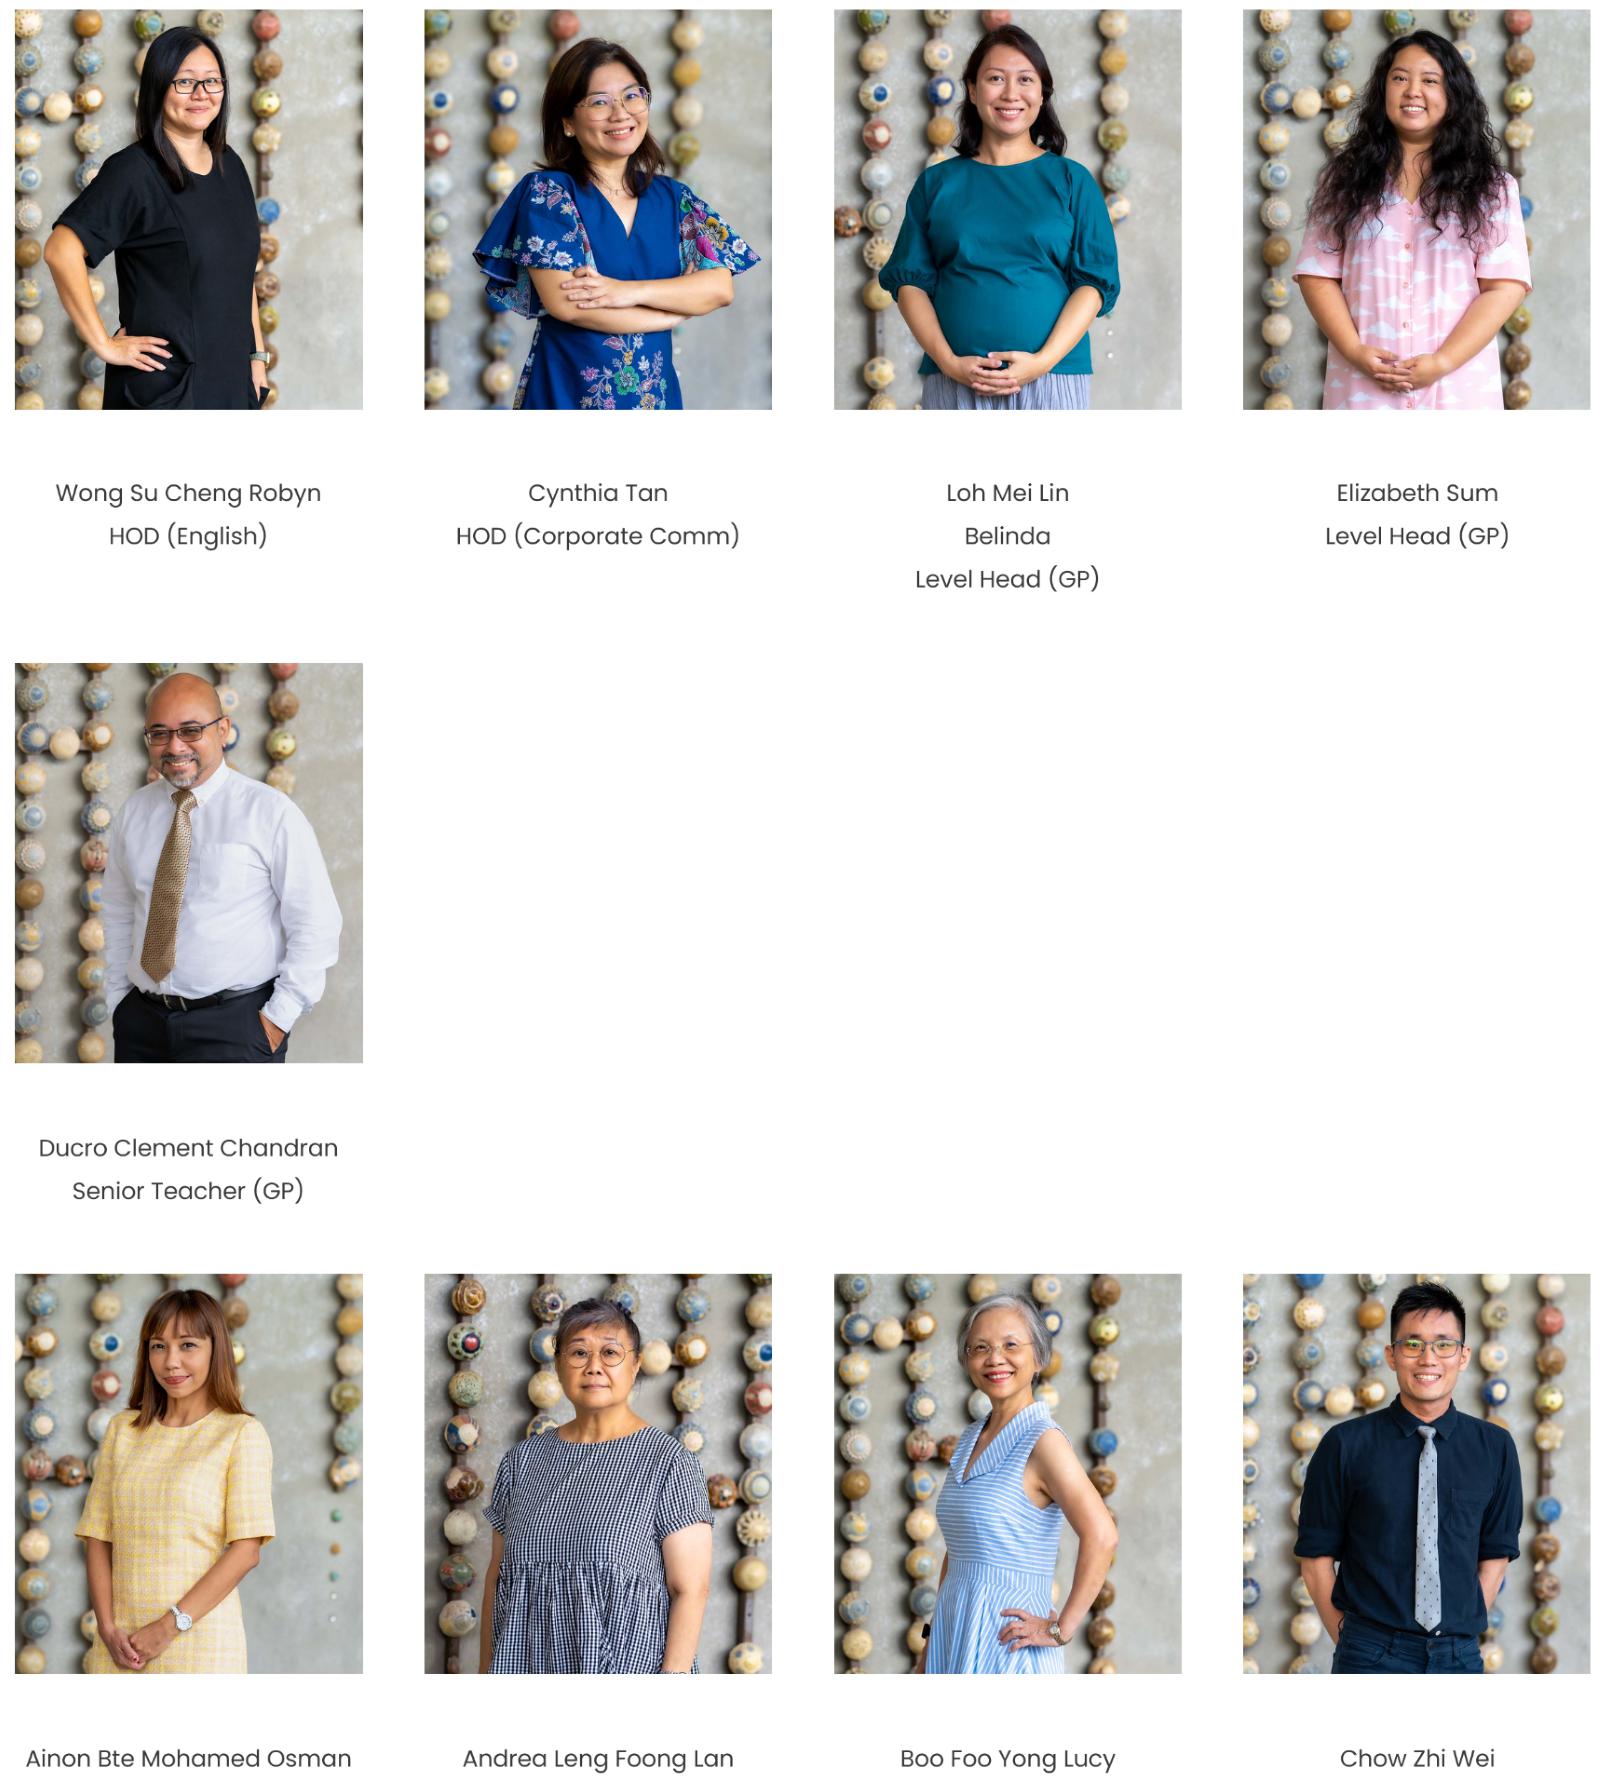 Wong Su Cheng Robyn
HOD (English)
Cynthia Tan
HOD (Corporate Comm)
Loh Mei Lin
Belinda
Level Head (GP)
Elizabeth Sum
Level Head (GP)
Ducro Clement Chandran
Senior Teacher (GP)
Ainon Bte Mohamed Osman
Andrea Leng Foong Lan
Boo Foo Yong Lucy
Chow Zhi Wei